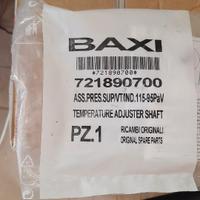 BAXI
*721890700*
721890700
ASS.PRES.SUP/VT.IND.115-95PaV
TEMPERATURE ADJUSTER SHAFT
PZ.1
RICAMBI ORIGINALI
ORIGINAL SPARE PARTS